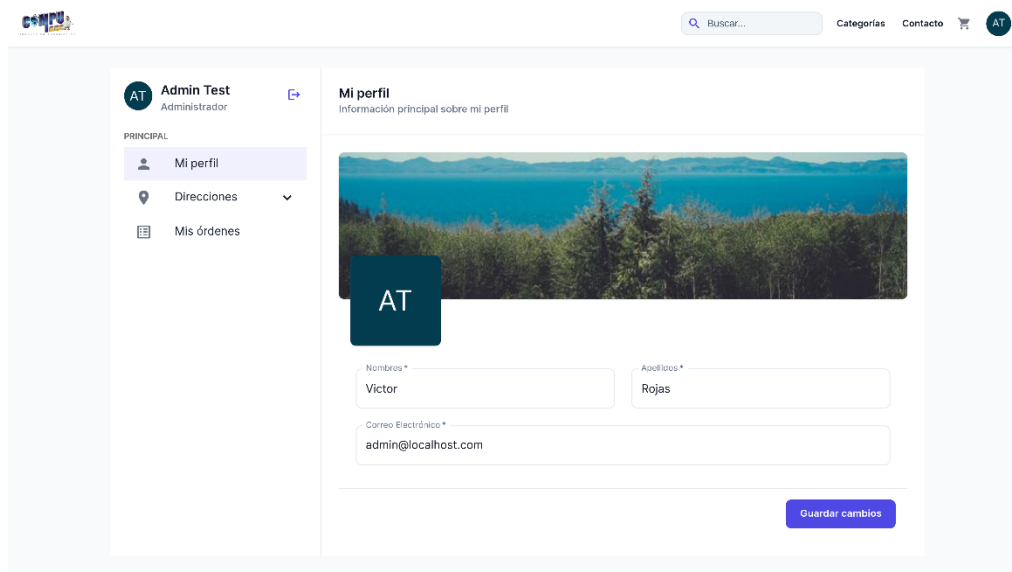 COMPU
Buscar...
Categorías
Contacto
AT
AT
Admin Test
Administrador
PRINCIPAL
Mi perfil
Direcciones
Mis órdenes
Mi perfil
Información principal sobre mi perfil
AT
Nombres *
Victor
Apellidos *
Rojas
Correo Electrónico *
admin@localhost.com
Guardar cambios